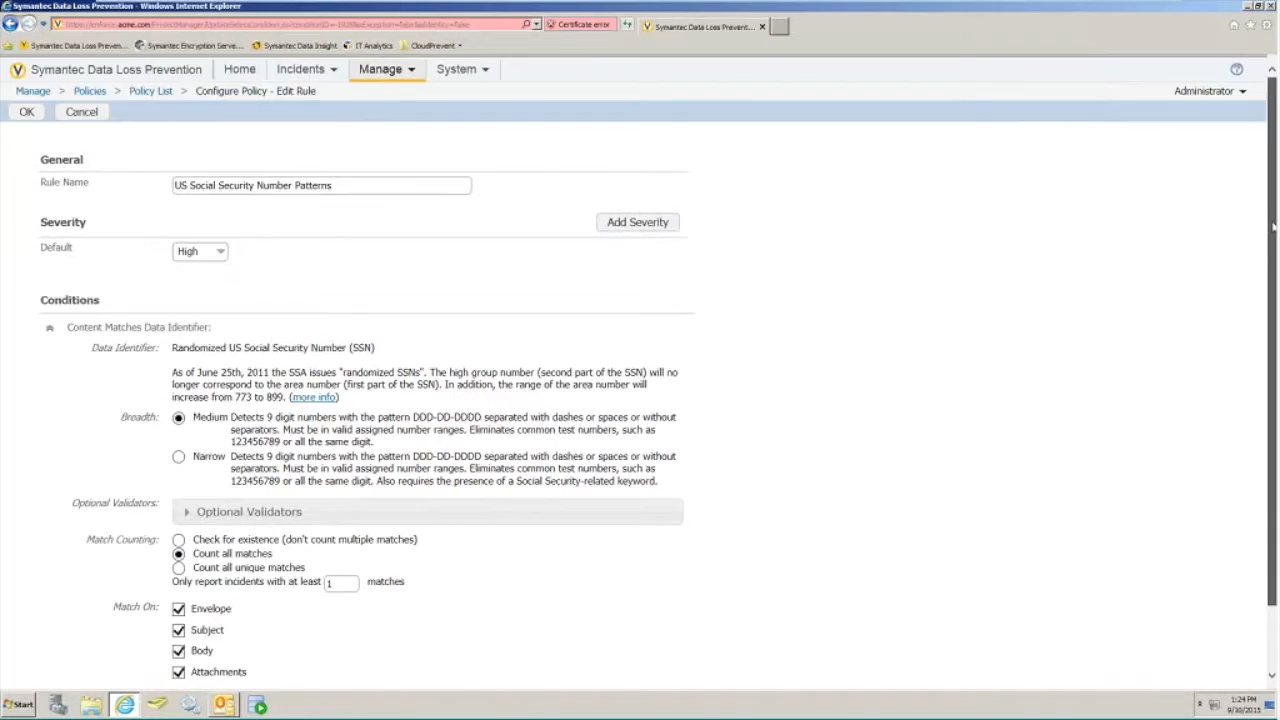 Symantec Data Loss Prevention - Windows Internet Explorer
Certificate error
Symantec Data Loss Prevent...
Symantec Data Loss Preven...
Symantec Encryption Serve...
Symantec Data Insight
IT Analytics
CloudPrevent
Symantec Data Loss Prevention
Home
Incidents
Manage
System
Manage > Policies > Policy List > Configure Policy - Edit Rule
Administrator
OK
Cancel
General
Rule Name
US Social Security Number Patterns
Severity
Add Severity
Default
High
Conditions
Content Matches Data Identifier:
Data Identifier: Randomized US Social Security Number (SSN)
As of June 25th, 2011 the SSA issues "randomized SSNs". The high group number (second part of the SSN) will no
longer correspond to the area number (first part of the SSN). In addition, the range of the area number will
increase from 773 to 899. (more info)
Breadth: Medium Detects 9 digit numbers with the pattern DDD-DD-DDDD separated with dashes or spaces or without
separators. Must be in valid assigned number ranges. Eliminates common test numbers, such as
123456789 or all the same digit.
Narrow Detects 9 digit numbers with the pattern DDD-DD-DDDD separated with dashes or spaces or without
separators. Must be in valid assigned number ranges. Eliminates common test numbers, such as
123456789 or all the same digit. Also requires the presence of a Social Security-related keyword.
Optional Validators: Optional Validators
Match Counting: Check for existence (don't count multiple matches)
Count all matches
Count all unique matches
Only report incidents with at least 1 matches
Match On: Envelope
Subject
Body
Attachments
Start
1:24 PM
9/30/2015